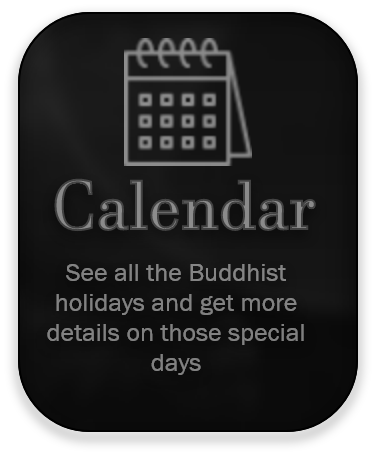 Calendar
See all the Buddhist
holidays and get more
details on those special
days